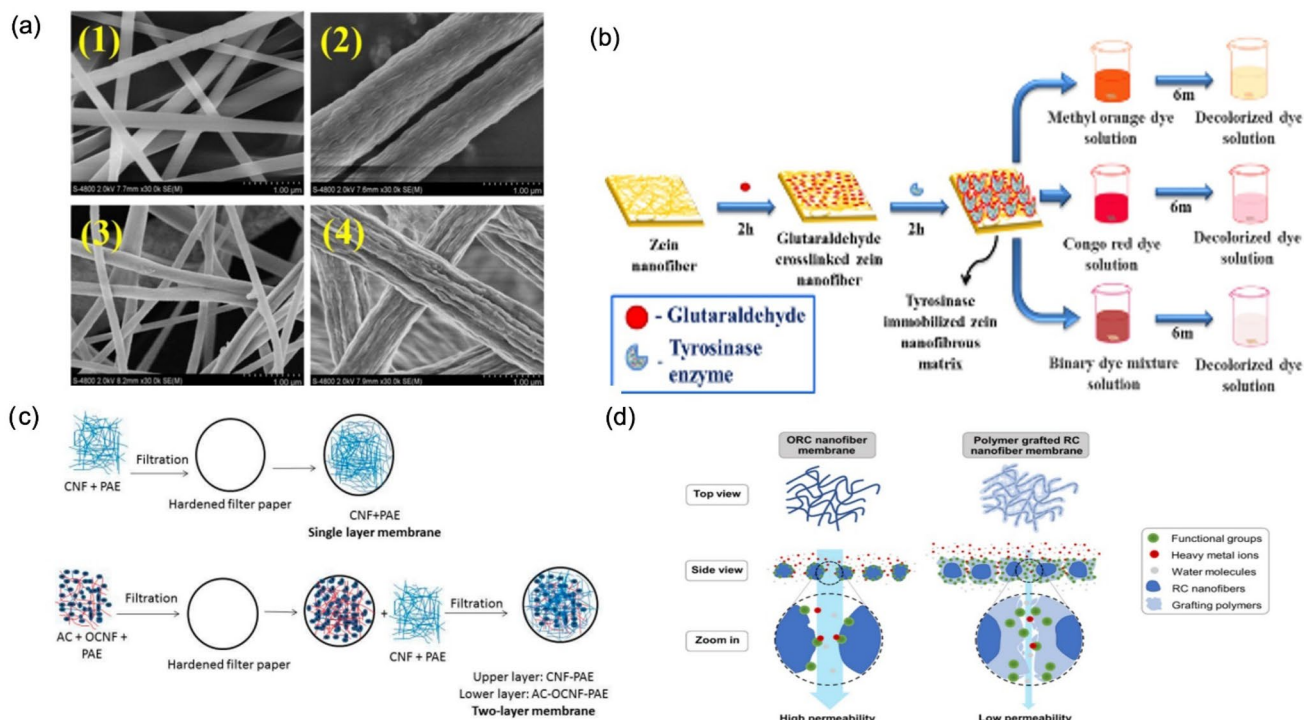 (a)
(1)
S-4800 2.0kV 7.7mm x30.0k SE(M)
1.00 µm
(2)
S-4800 2.0kV 7.6mm x30.0k SE(M)
1.00 µm
(3)
S-4800 2.0kV 8.2mm x30.0k SE(M)
1.00 µm
(4)
S-4800 2.0kV 7.9mm x30.0k SE(M)
1.00 µm
(b)
Zein
nanofiber
2h
Glutaraldehyde
crosslinked zein
nanofiber
2h
Tyrosinase
immobilized zein
nanofibrous
matrix
- Glutaraldehyde
- Tyrosinase
enzyme
Methyl orange dye
solution
6m
Decolorized dye
solution
Congo red dye
solution
6m
Decolorized dye
solution
Binary dye mixture
solution
6m
Decolorized dye
solution
(c)
CNF + PAE
Filtration
Hardened filter paper
CNF+PAE
Single layer membrane
AC + OCNF +
PAE
Filtration
Hardened filter paper
+
CNF + PAE
Filtration
Upper layer: CNF-PAE
Lower layer: AC-OCNF-PAE
Two-layer membrane
(d)
ORC nanofiber
membrane
Polymer grafted RC
nanofiber membrane
Top view
Side view
Zoom in
High permeability
Low permeability
Functional groups
Heavy metal ions
Water molecules
RC nanofibers
Grafting polymers